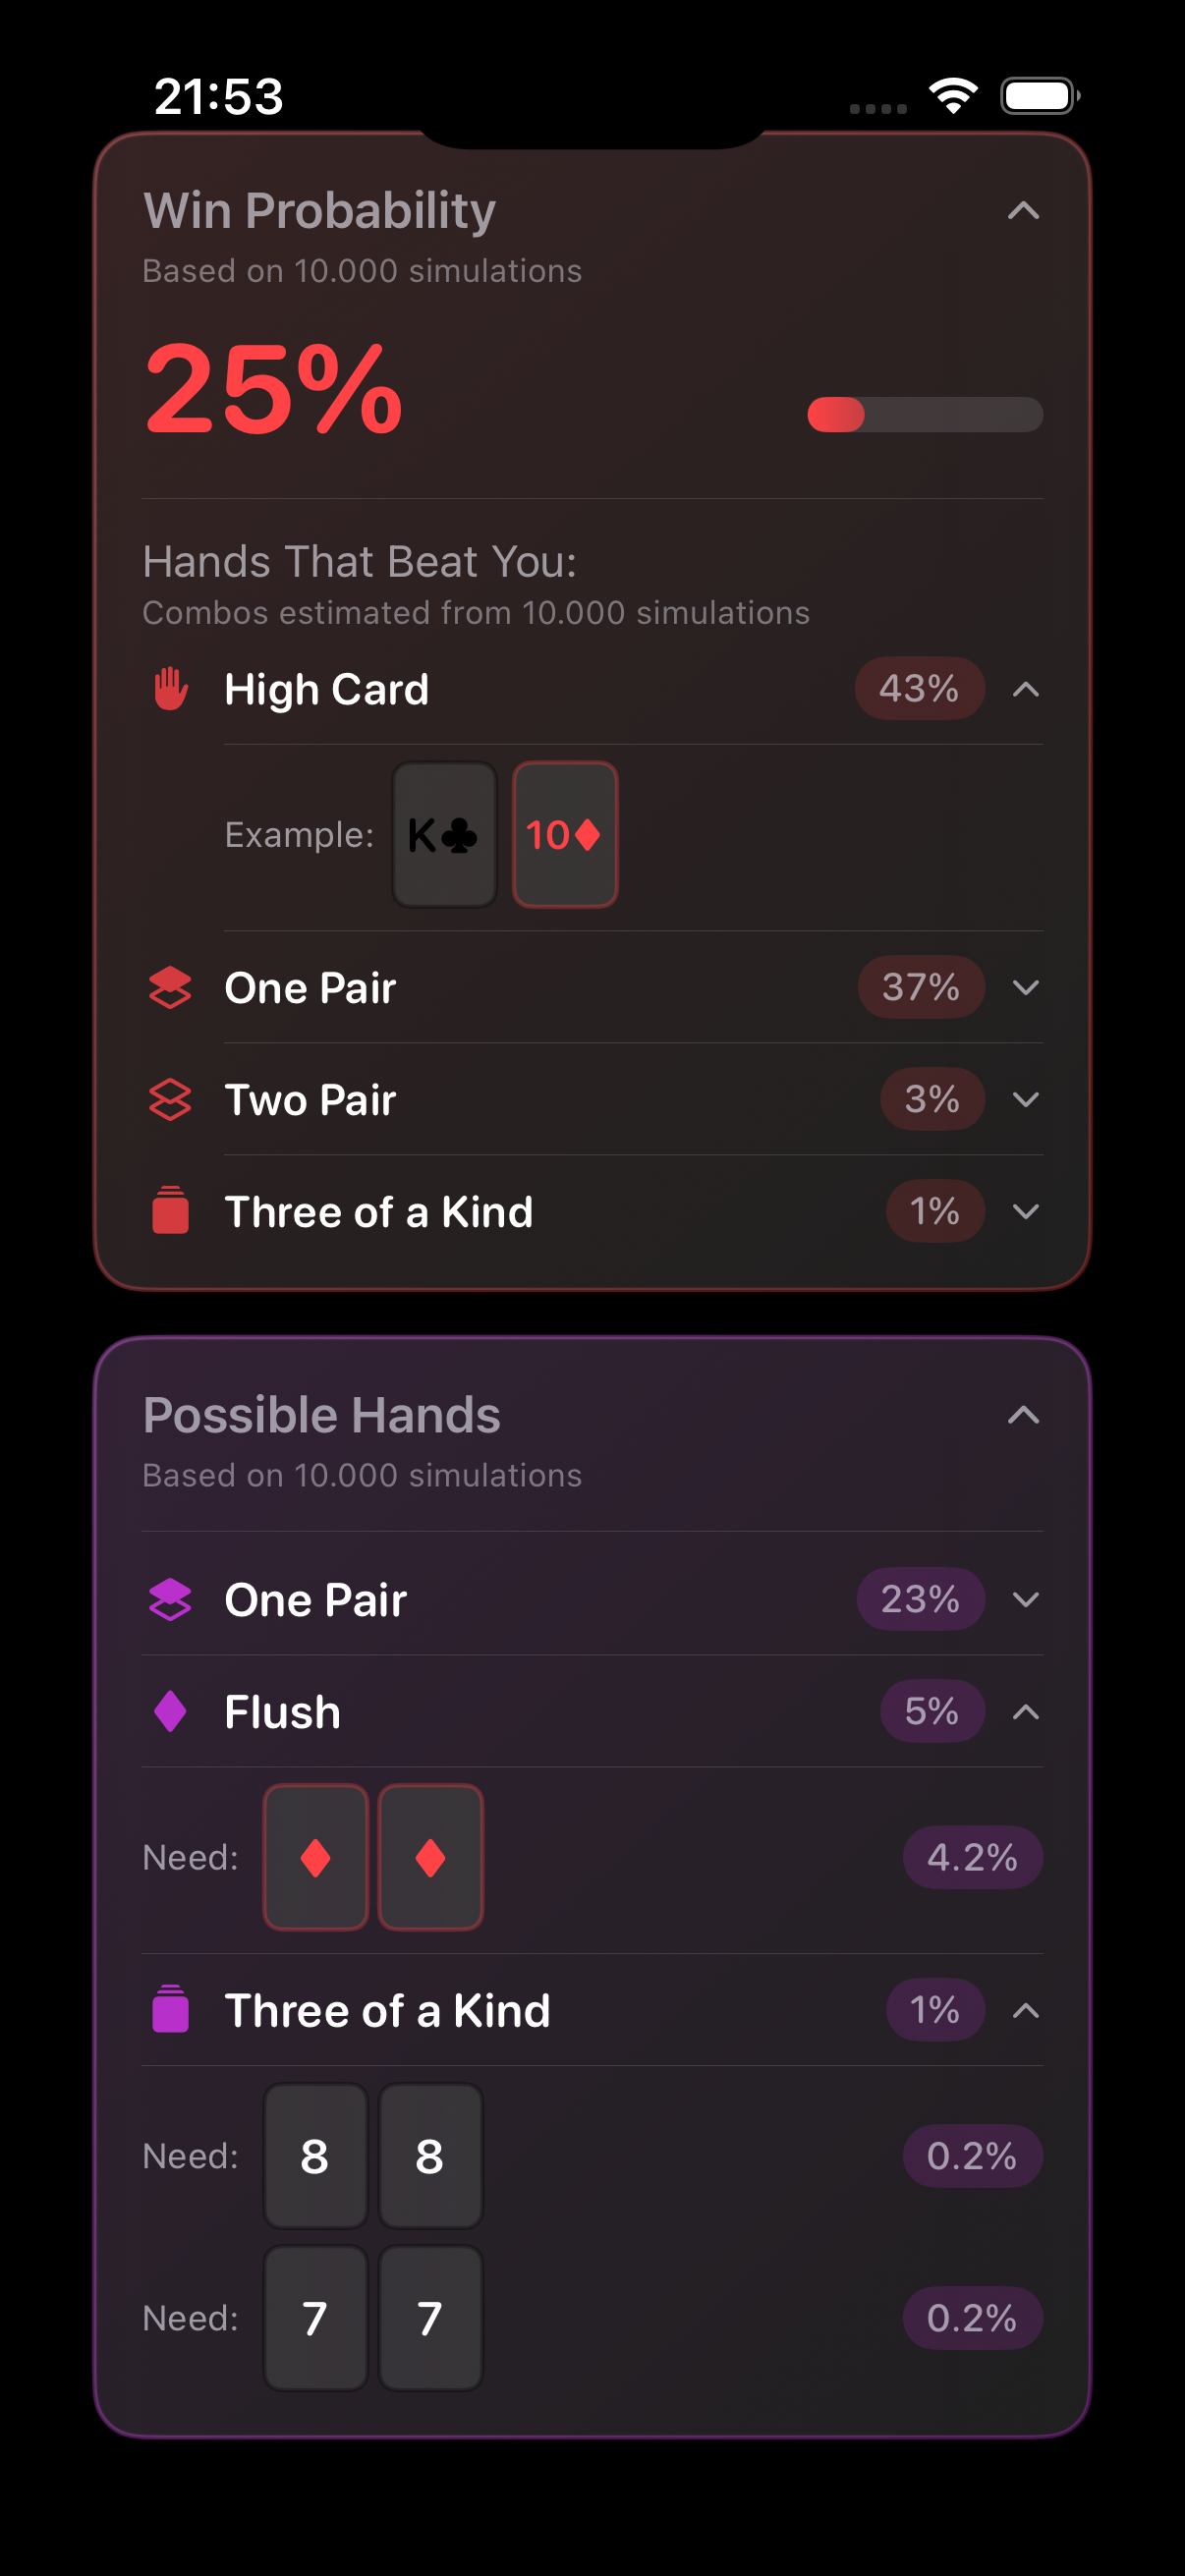 21:53
Win Probability
Based on 10.000 simulations
25%
Hands That Beat You:
Combos estimated from 10.000 simulations
High Card 43%
Example: K♣ 10♦
One Pair 37%
Two Pair 3%
Three of a Kind 1%
Possible Hands
Based on 10.000 simulations
One Pair 23%
Flush 5%
Need: ♦ ♦ 4.2%
Three of a Kind 1%
Need: 8 8 0.2%
Need: 7 7 0.2%